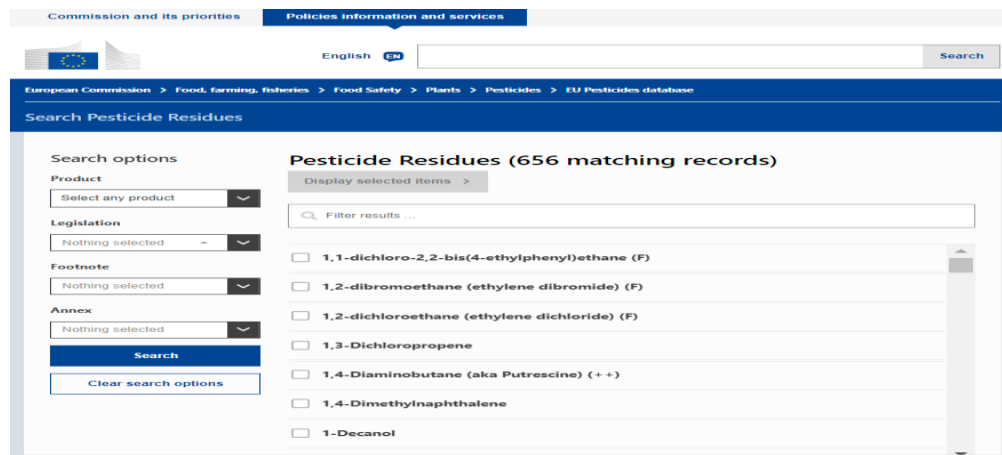 Commission and its priorities
Policies information and services
English EN
Search
European Commission > Food, farming, fisheries > Food Safety > Plants > Pesticides > EU Pesticides database
Search Pesticide Residues
Search options
Product
Select any product
Legislation
Nothing selected
Footnote
Nothing selected
Annex
Nothing selected
Search
Clear search options
Pesticide Residues (656 matching records)
Display selected items >
Filter results ...
1,1-dichloro-2,2-bis(4-ethylphenyl)ethane (F)
1,2-dibromoethane (ethylene dibromide) (F)
1,2-dichloroethane (ethylene dichloride) (F)
1,3-Dichloropropene
1,4-Diaminobutane (aka Putrescine) (++)
1,4-Dimethylnaphthalene
1-Decanol